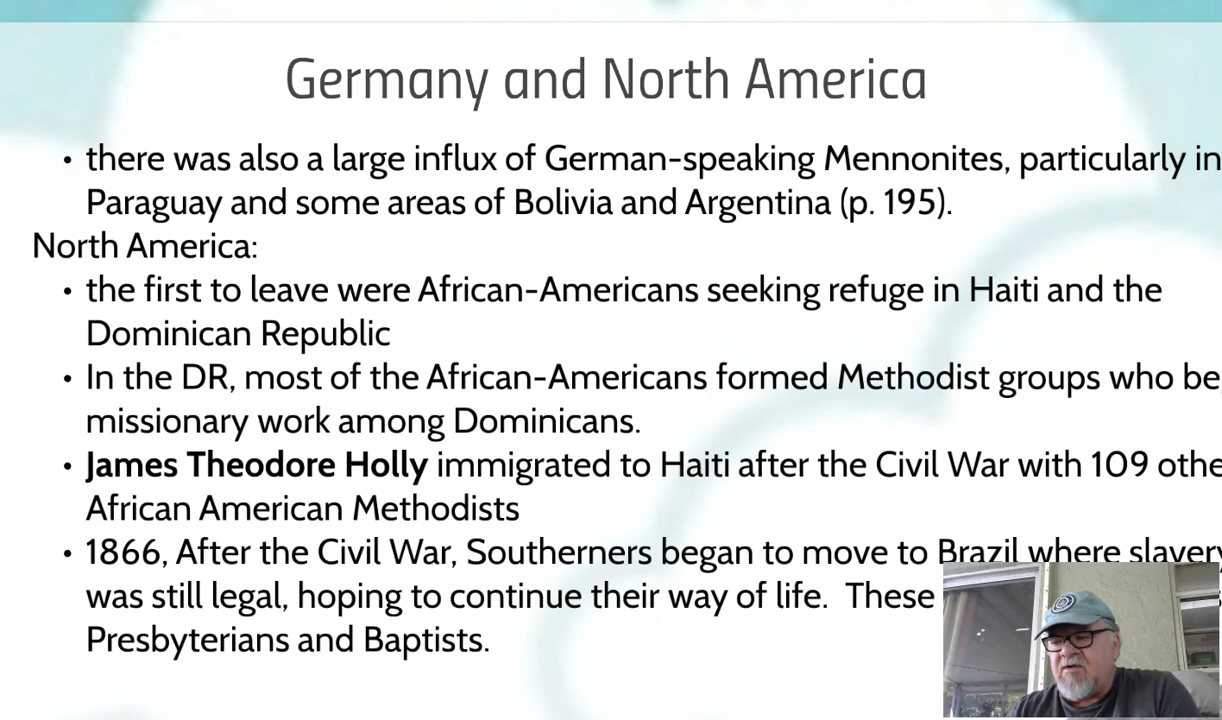 Germany and North America
• there was also a large influx of German-speaking Mennonites, particularly in
Paraguay and some areas of Bolivia and Argentina (p. 195).
North America:
• the first to leave were African-Americans seeking refuge in Haiti and the
Dominican Republic
• In the DR, most of the African-Americans formed Methodist groups who
missionary work among Dominicans.
• James Theodore Holly immigrated to Haiti after the Civil War with 109
African American Methodists
• 1866, After the Civil War, Southerners began to move to Brazil where slavery
was still legal, hoping to continue their way of life. These
Presbyterians and Baptists.